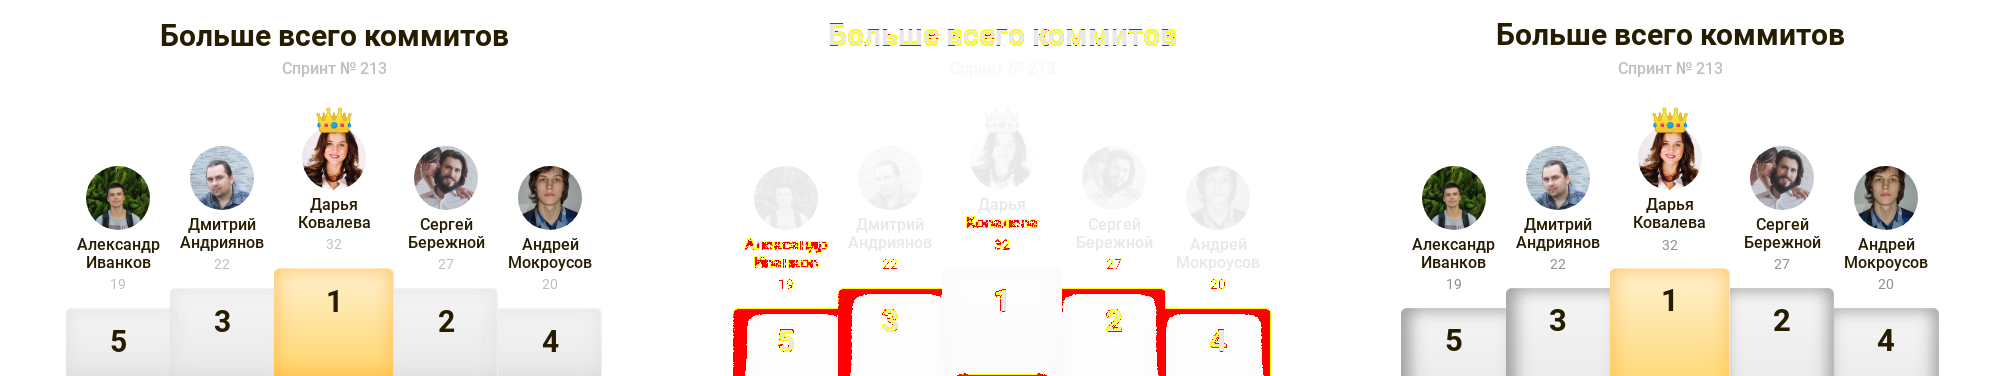 Больше всего коммитов
Спринт № 213
Дарья
Ковалева
32
Дмитрий
Андриянов
22
Сергей
Бережной
27
Александр
Иванков
19
Андрей
Мокроусов
20
5
3
1
2
4
Больше всего коммитов
Спринт № 213
Дарья
Ковалева
32
Дмитрий
Андриянов
22
Сергей
Бережной
27
Александр
Иванков
19
Андрей
Мокроусов
20
5
3
1
2
4
Больше всего коммитов
Спринт № 213
Дарья
Ковалева
32
Дмитрий
Андриянов
22
Сергей
Бережной
27
Александр
Иванков
19
Андрей
Мокроусов
20
5
3
1
2
4